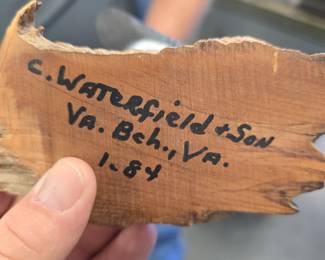 C. Waterfield + Son
Va. Bch., Va.
1-84